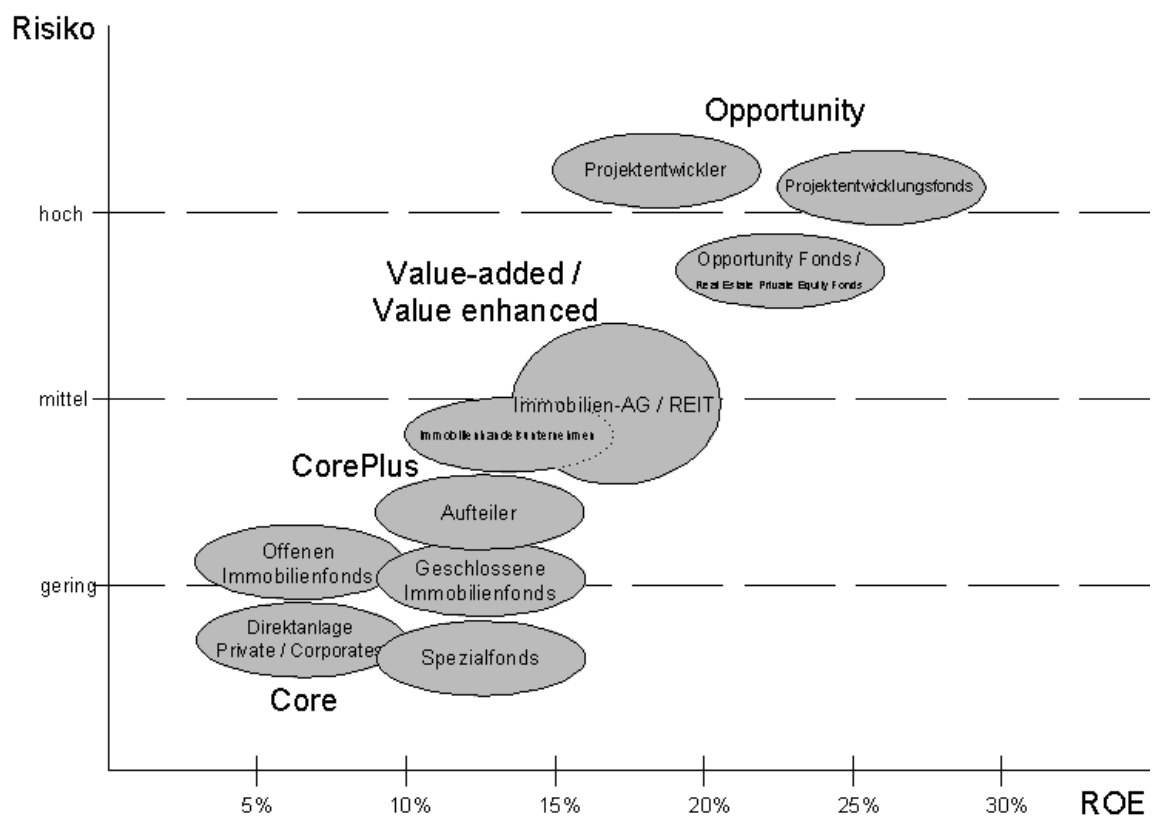 Risiko
Opportunity
Projektentwickler
Projektentwicklungsfonds
hoch
Opportunity Fonds /
Real Estate Private Equity Fonds
Value-added /
Value enhanced
mittel
Immobilien-AG / REIT
Immobilienhandelsunternehmen
CorePlus
Aufteiler
Offenen
Immobilienfonds
Geschlossene
Immobilienfonds
gering
Direktanlage
Private / Corporates
Spezialfonds
Core
5%
10%
15%
20%
25%
30%
ROE